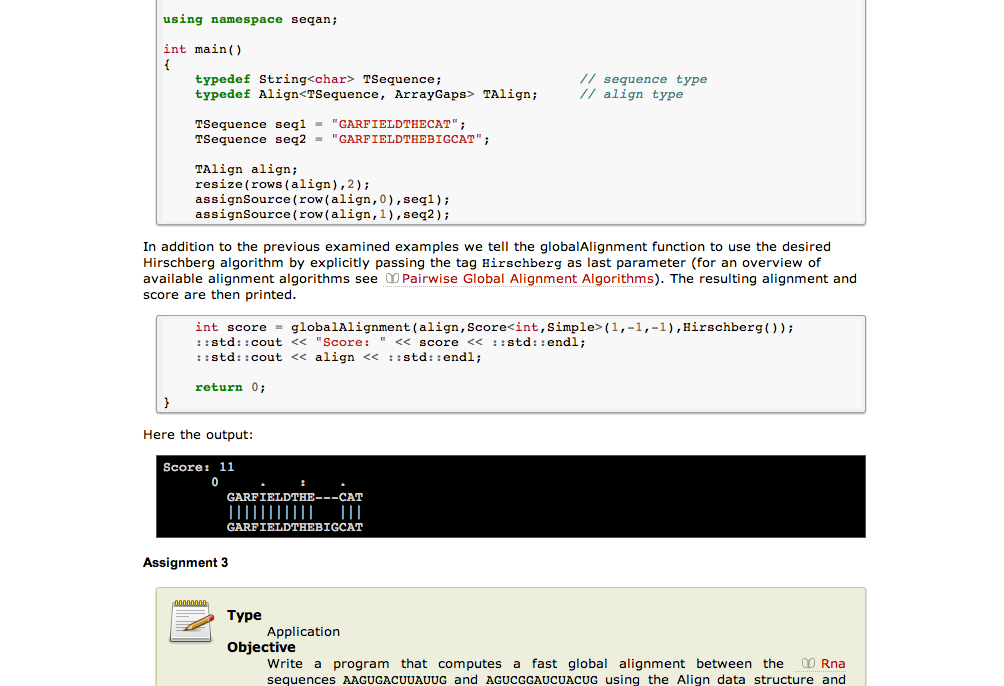 using namespace seqan;
int main()
{
    typedef String<char> TSequence;                 // sequence type
    typedef Align<TSequence, ArrayGaps> TAlign;     // align type
    TSequence seq1 = "GARFIELDTHECAT";
    TSequence seq2 = "GARFIELDTHEBIGCAT";
    TAlign align;
    resize(rows(align),2);
    assignSource(row(align,0),seq1);
    assignSource(row(align,1),seq2);
In addition to the previous examined examples we tell the globalAlignment function to use the desired
Hirschberg algorithm by explicitly passing the tag Hirschberg as last parameter (for an overview of
available alignment algorithms see Pairwise Global Alignment Algorithms). The resulting alignment and
score are then printed.
    int score = globalAlignment(align,Score<int,Simple>(1,-1,-1),Hirschberg());
    ::std::cout << "Score: " << score << ::std::endl;
    ::std::cout << align << ::std::endl;
    return 0;
}
Here the output:
Score: 11
      0     .    :    .
        GARFIELDTHE---CAT
        |||||||||||   |||
        GARFIELDTHEBIGCAT
Assignment 3
Type
Application
Objective
Write a program that computes a fast global alignment between the Rna
sequences AAGUGACUUAUUG and AGUCGGAUCUACUG using the Align data structure and